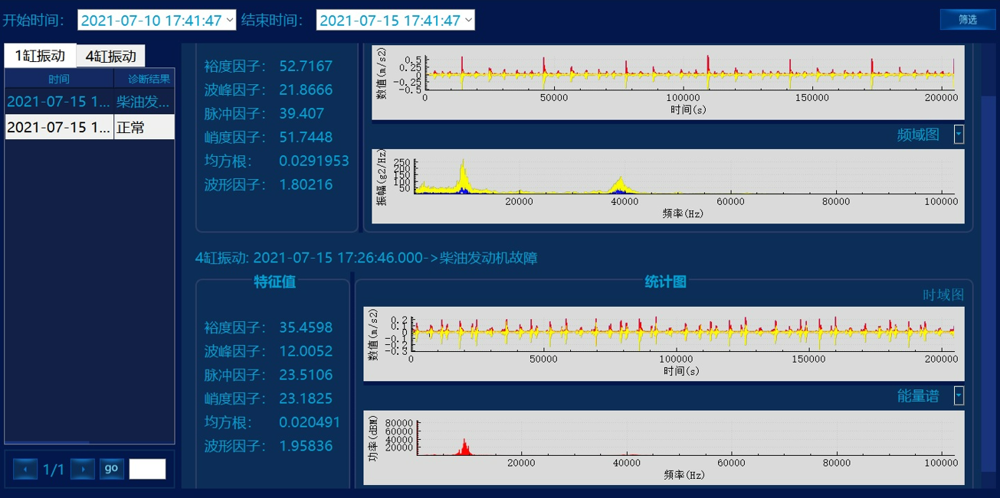 开始时间： 2021-07-10 17:41:47 结束时间： 2021-07-15 17:41:47 筛选
1缸振动 4缸振动
时间 诊断结果
2021-07-15 1... 柴油发...
2021-07-15 1... 正常
1/1 go
裕度因子： 52.7167
波峰因子： 21.8666
脉冲因子： 39.407
峭度因子： 51.7448
均方根： 0.0291953
波形因子： 1.80216
数值(m/s2)
0.5
0.25
0
-0.25
-0.5
0 50000 100000 150000 200000
时间(s)
频域图
振幅(g2/Hz)
250
200
150
100
50
20000 40000 60000 80000 100000
频率(Hz)
4缸振动: 2021-07-15 17:26:46.000->柴油发动机故障
特征值
裕度因子： 35.4598
波峰因子： 12.0052
脉冲因子： 23.5106
峭度因子： 23.1825
均方根： 0.020491
波形因子： 1.95836
统计图
时域图
数值(m/s2)
0.2
0.1
0
-0.1
-0.2
-0.3
0 50000 100000 150000 200000
时间(s)
能量谱
功率(dBM)
80000
60000
40000
20000
20000 40000 60000 80000 100000
频率(Hz)